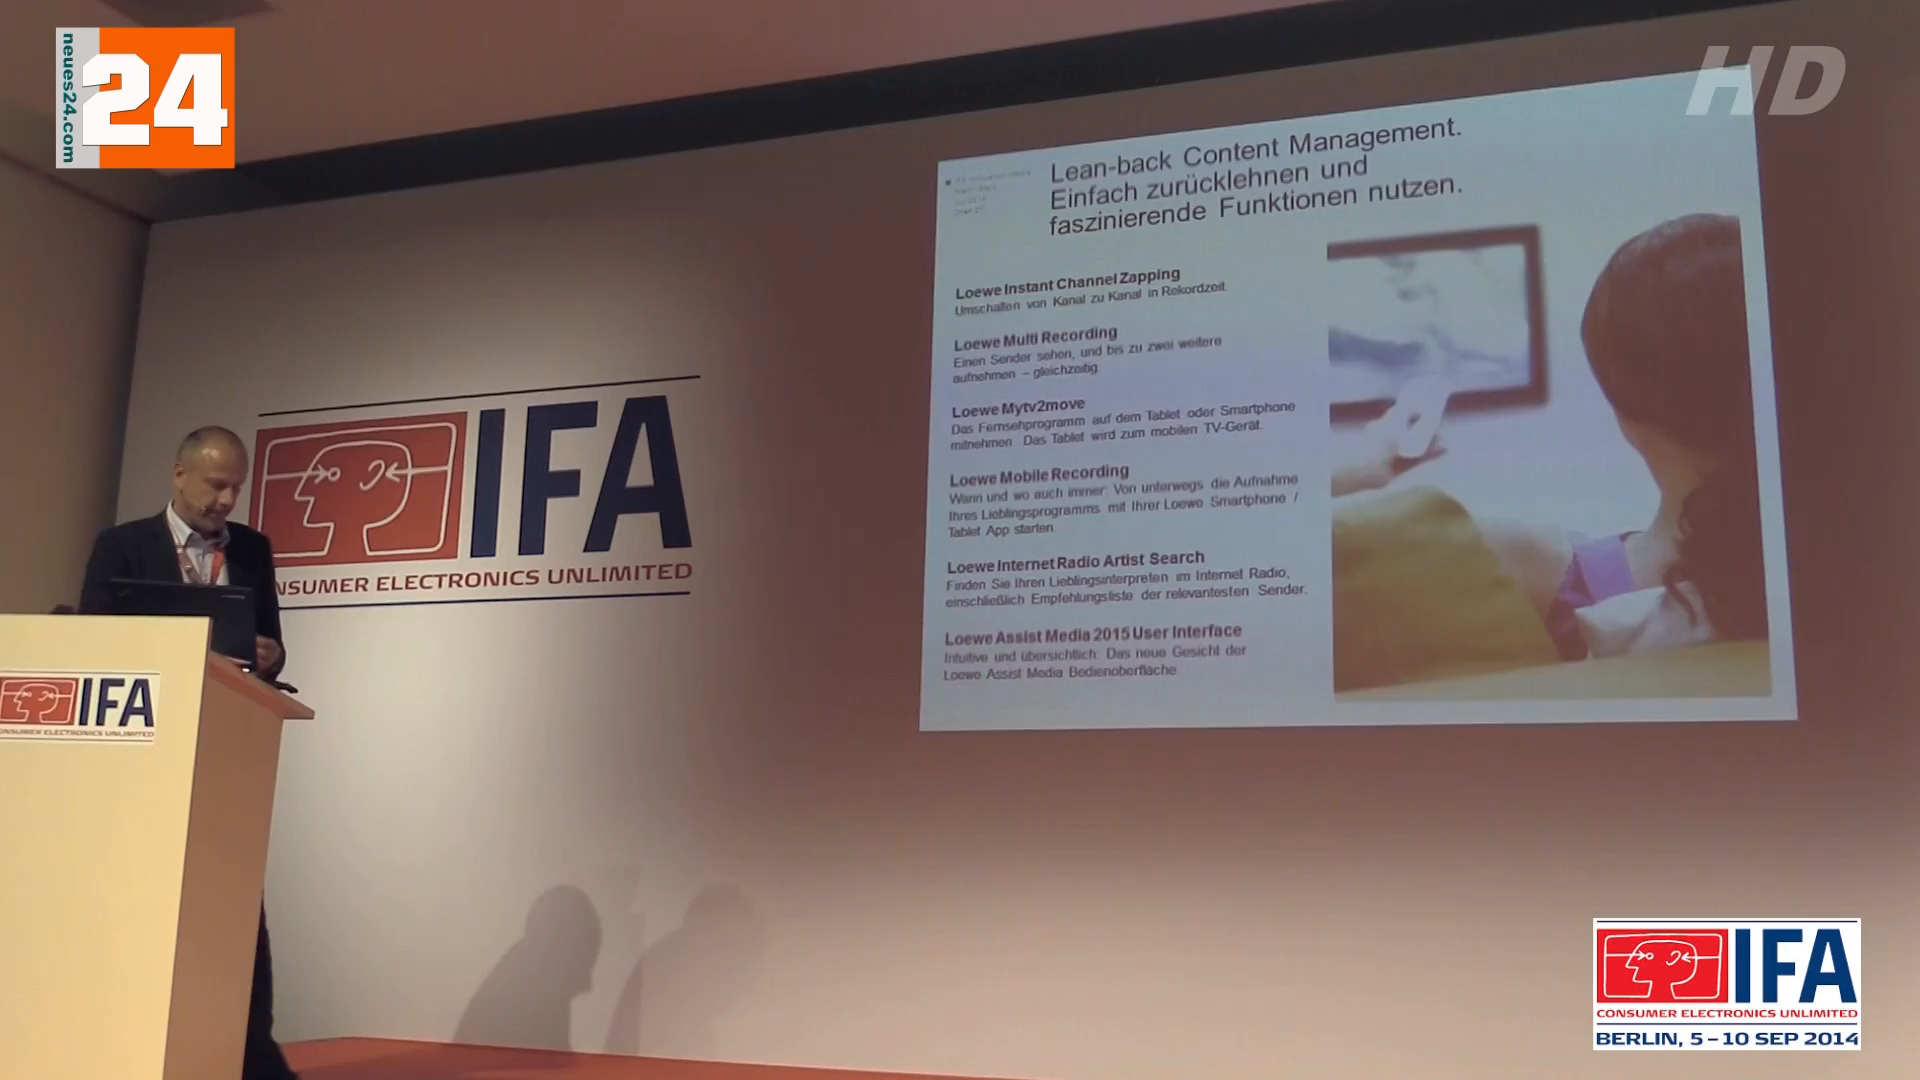 neues24.com
24
HD
Lean-back Content Management.
Einfach zurücklehnen und
faszinierende Funktionen nutzen.
Loewe Instant Channel Zapping
Umschalten von Kanal zu Kanal in Rekordzeit.
Loewe Multi Recording
Einen Sender sehen, und bis zu zwei weitere
aufnehmen – gleichzeitig.
Loewe Mytv2move
Das Fernsehprogramm auf dem Tablet oder Smartphone
mitnehmen. Das Tablet wird zum mobilen TV-Gerät.
Loewe Mobile Recording
Wann und wo auch immer: Von unterwegs die Aufnahme
Ihres Lieblingsprogramms mit Ihrer Loewe Smartphone /
Tablet App starten.
Loewe Internet Radio Artist Search
Finden Sie Ihren Lieblingsinterpreten im Internet Radio,
einschließlich Empfehlungsliste der relevantesten Sender.
Loewe Assist Media 2015 User Interface
Intuitive und übersichtlich: Das neue Gesicht der
Loewe Assist Media Bedienoberfläche.
IFA
NSUMER ELECTRONICS UNLIMITED
IFA
CONSUMER ELECTRONICS UNLIMITED
IFA
CONSUMER ELECTRONICS UNLIMITED
BERLIN, 5–10 SEP 2014